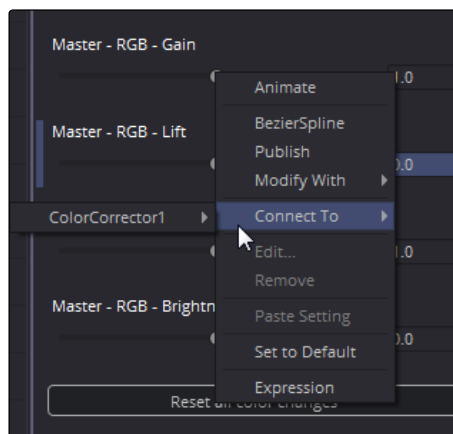 Master - RGB - Gain
1.0
Animate
BezierSpline
Master - RGB - Lift
Publish
0.0
Modify With
ColorCorrector1
Connect To
Edit...
1.0
Remove
Master - RGB - Brightn
Paste Setting
0.0
Set to Default
Expression
Reset all color changes